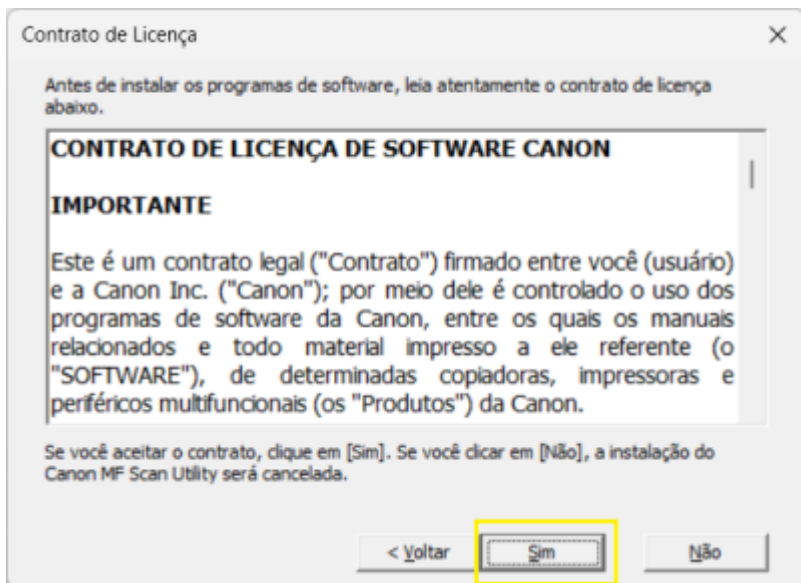 Contrato de Licença
Antes de instalar os programas de software, leia atentamente o contrato de licença
abaixo.
CONTRATO DE LICENÇA DE SOFTWARE CANON
IMPORTANTE
Este é um contrato legal ("Contrato") firmado entre você (usuário)
e a Canon Inc. ("Canon"); por meio dele é controlado o uso dos
programas de software da Canon, entre os quais os manuais
relacionados e todo material impresso a ele referente (o
"SOFTWARE"), de determinadas copiadoras, impressoras e
periféricos multifuncionais (os "Produtos") da Canon.
Se você aceitar o contrato, clique em [Sim]. Se você clicar em [Não], a instalação do
Canon MF Scan Utility será cancelada.
< Voltar Sim Não